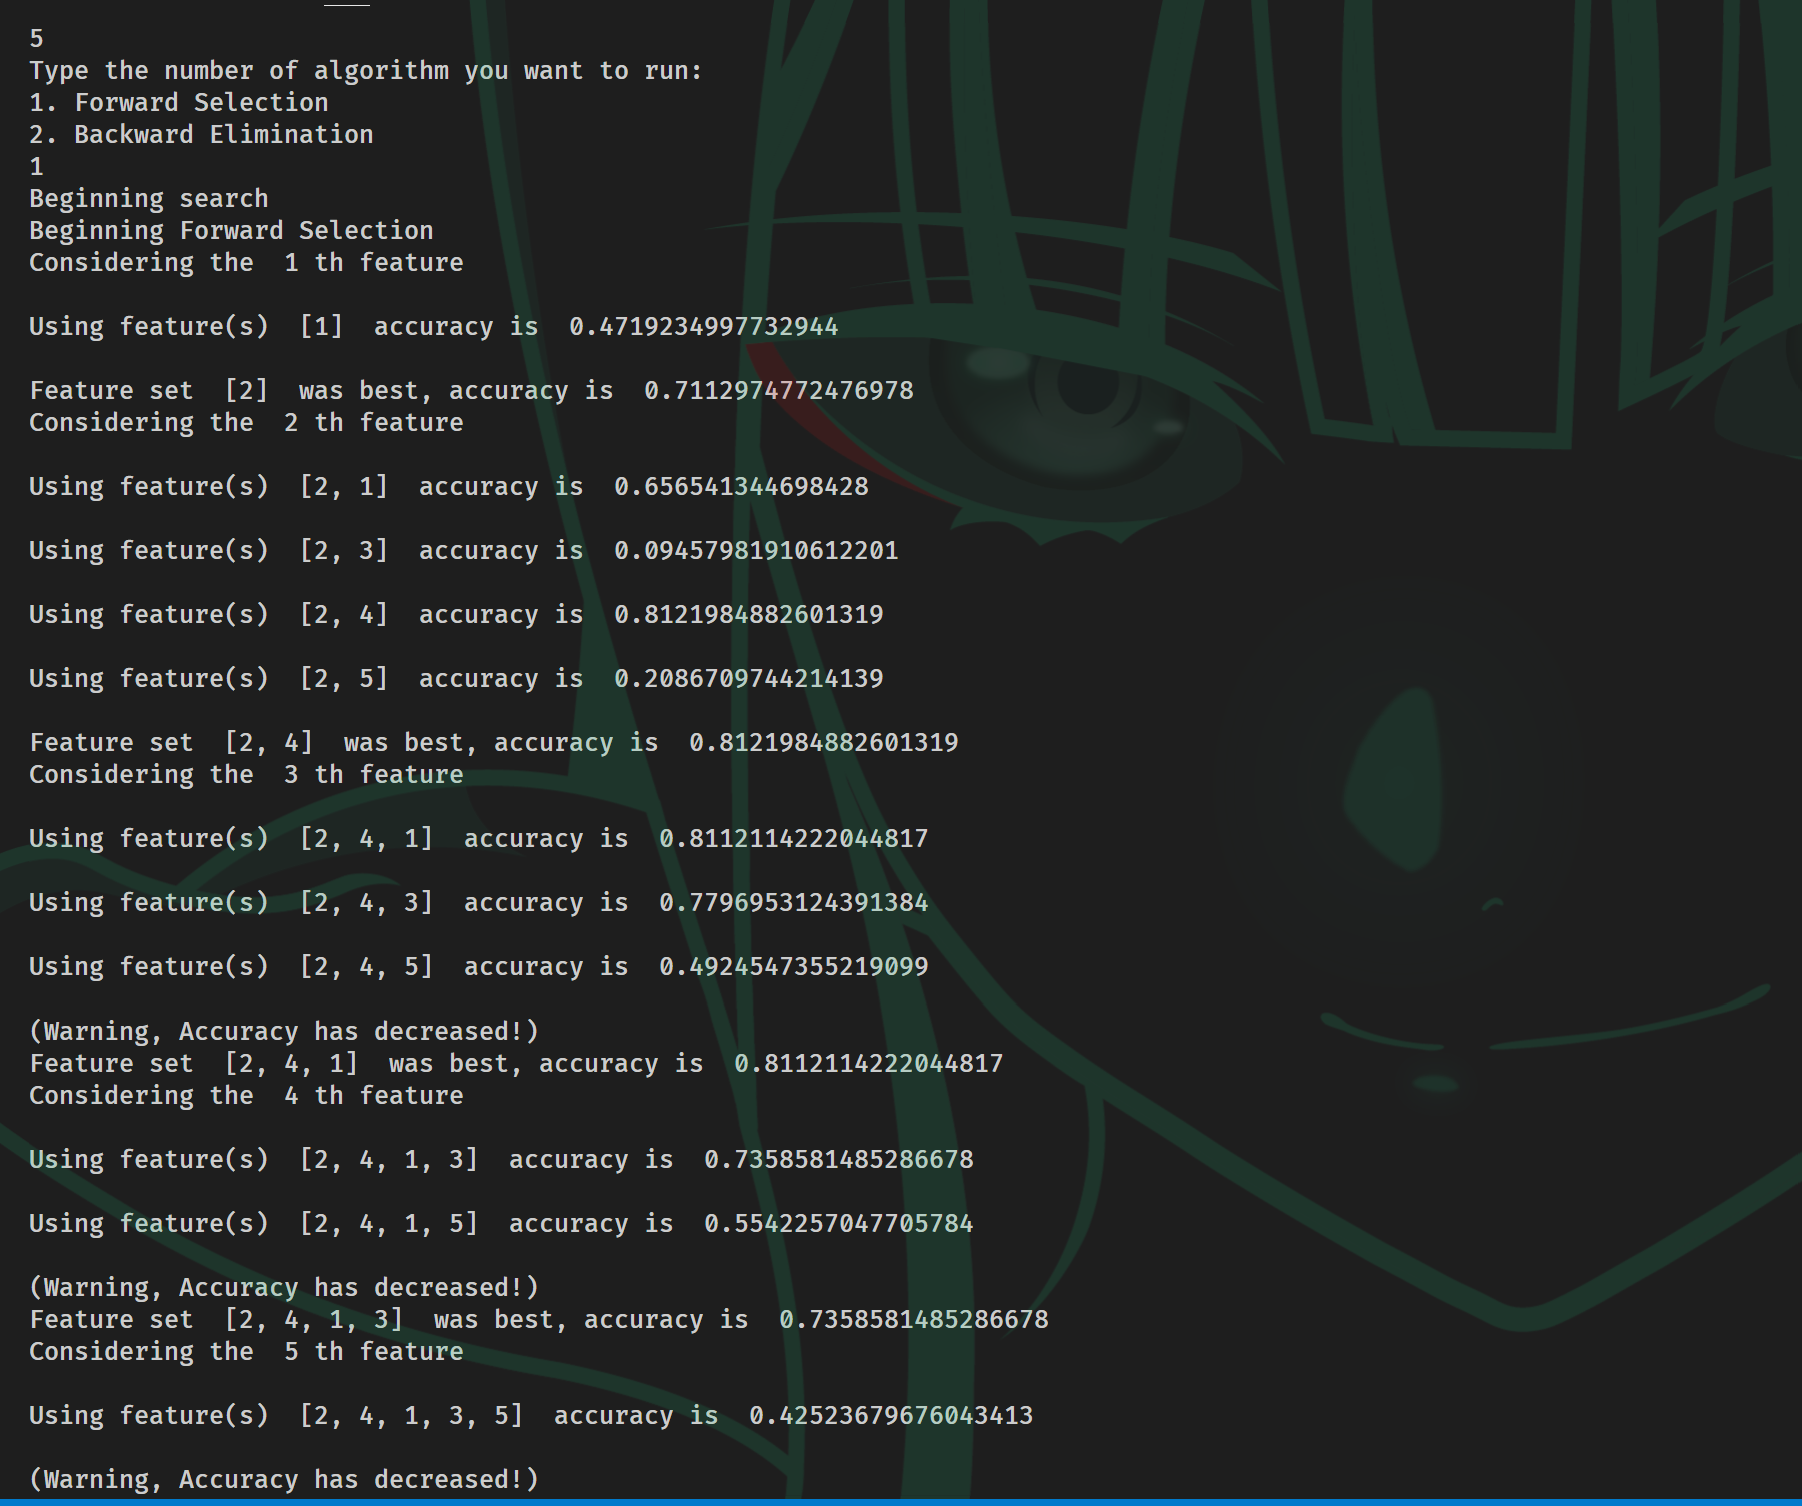 5
Type the number of algorithm you want to run:
1. Forward Selection
2. Backward Elimination
1
Beginning search
Beginning Forward Selection
Considering the  1 th feature
Using feature(s)  [1]  accuracy is  0.4719234997732944
Feature set  [2]  was best, accuracy is  0.7112974772476978
Considering the  2 th feature
Using feature(s)  [2, 1]  accuracy is  0.656541344698428
Using feature(s)  [2, 3]  accuracy is  0.09457981910612201
Using feature(s)  [2, 4]  accuracy is  0.8121984882601319
Using feature(s)  [2, 5]  accuracy is  0.2086709744214139
Feature set  [2, 4]  was best, accuracy is  0.8121984882601319
Considering the  3 th feature
Using feature(s)  [2, 4, 1]  accuracy is  0.8112114222044817
Using feature(s)  [2, 4, 3]  accuracy is  0.7796953124391384
Using feature(s)  [2, 4, 5]  accuracy is  0.4924547355219099
(Warning, Accuracy has decreased!)
Feature set  [2, 4, 1]  was best, accuracy is  0.8112114222044817
Considering the  4 th feature
Using feature(s)  [2, 4, 1, 3]  accuracy is  0.7358581485286678
Using feature(s)  [2, 4, 1, 5]  accuracy is  0.5542257047705784
(Warning, Accuracy has decreased!)
Feature set  [2, 4, 1, 3]  was best, accuracy is  0.7358581485286678
Considering the  5 th feature
Using feature(s)  [2, 4, 1, 3, 5]  accuracy is  0.42523679676043413
(Warning, Accuracy has decreased!)